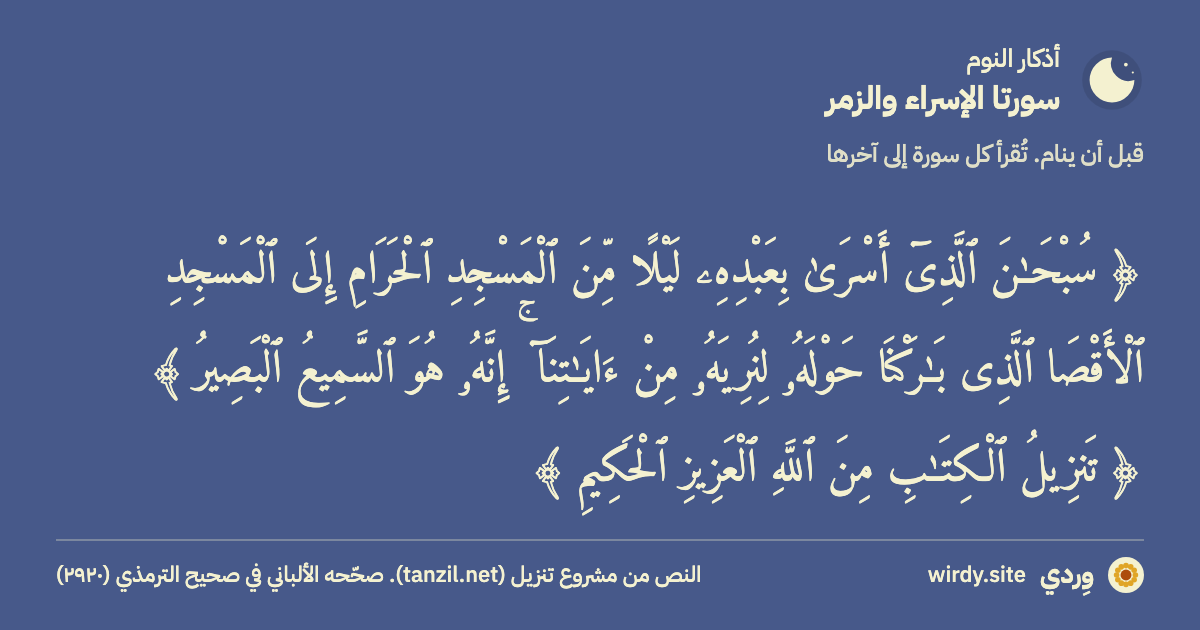 أذكار النوم
سورتا الإسراء والزمر
قبل أن ينام. تُقرأ كل سورة إلى آخرها
﴿ سُبْحَـٰنَ ٱلَّذِىٓ أَسْرَىٰ بِعَبْدِهِۦ لَيْلًا مِّنَ ٱلْمَسْجِدِ ٱلْحَرَامِ إِلَى ٱلْمَسْجِدِ
ٱلْأَقْصَا ٱلَّذِى بَـٰرَكْنَا حَوْلَهُۥ لِنُرِيَهُۥ مِنْ ءَايَـٰتِنَآ ۚ إِنَّهُۥ هُوَ ٱلسَّمِيعُ ٱلْبَصِيرُ ﴾
﴿ تَنزِيلُ ٱلْكِتَـٰبِ مِنَ ٱللَّهِ ٱلْعَزِيزِ ٱلْحَكِيمِ ﴾
وِردي wirdy.site
النص من مشروع تنزيل (tanzil.net). صحّحه الألباني في صحيح الترمذي (٢٩٢٠)